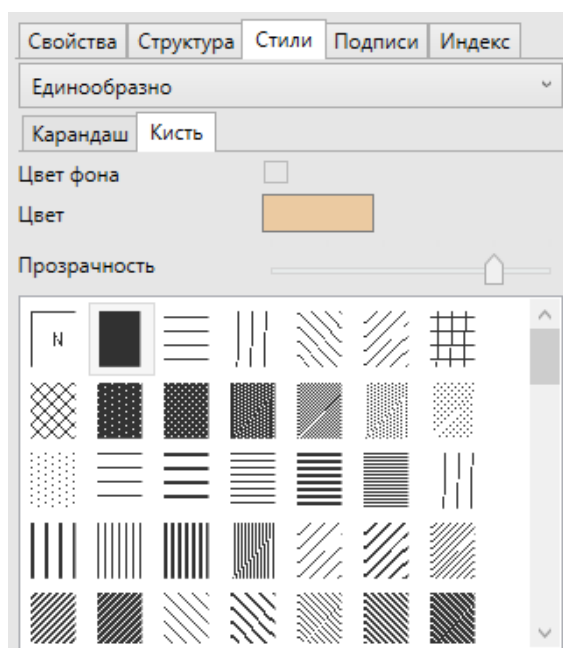 Свойства Структура Стили Подписи Индекс
Единообразно
Карандаш Кисть
Цвет фона
Цвет
Прозрачность
N